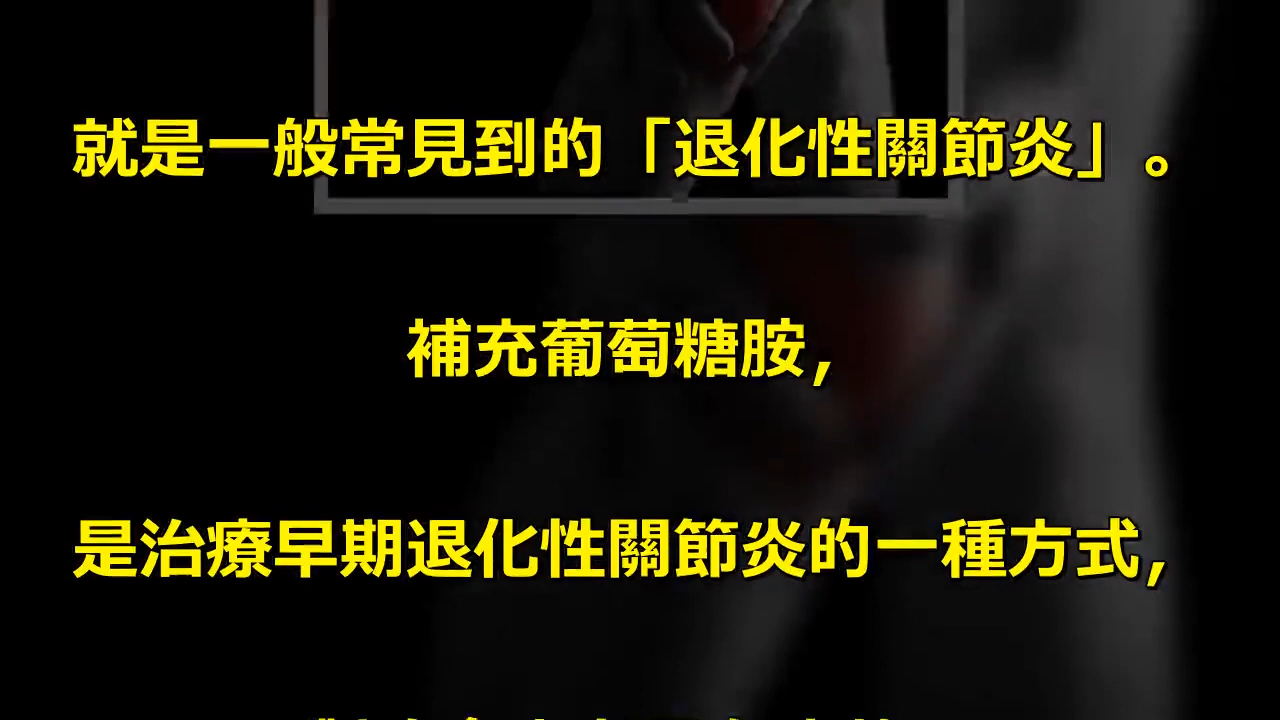 就是一般常見到的「退化性關節炎」。
補充葡萄糖胺，
是治療早期退化性關節炎的一種方式，